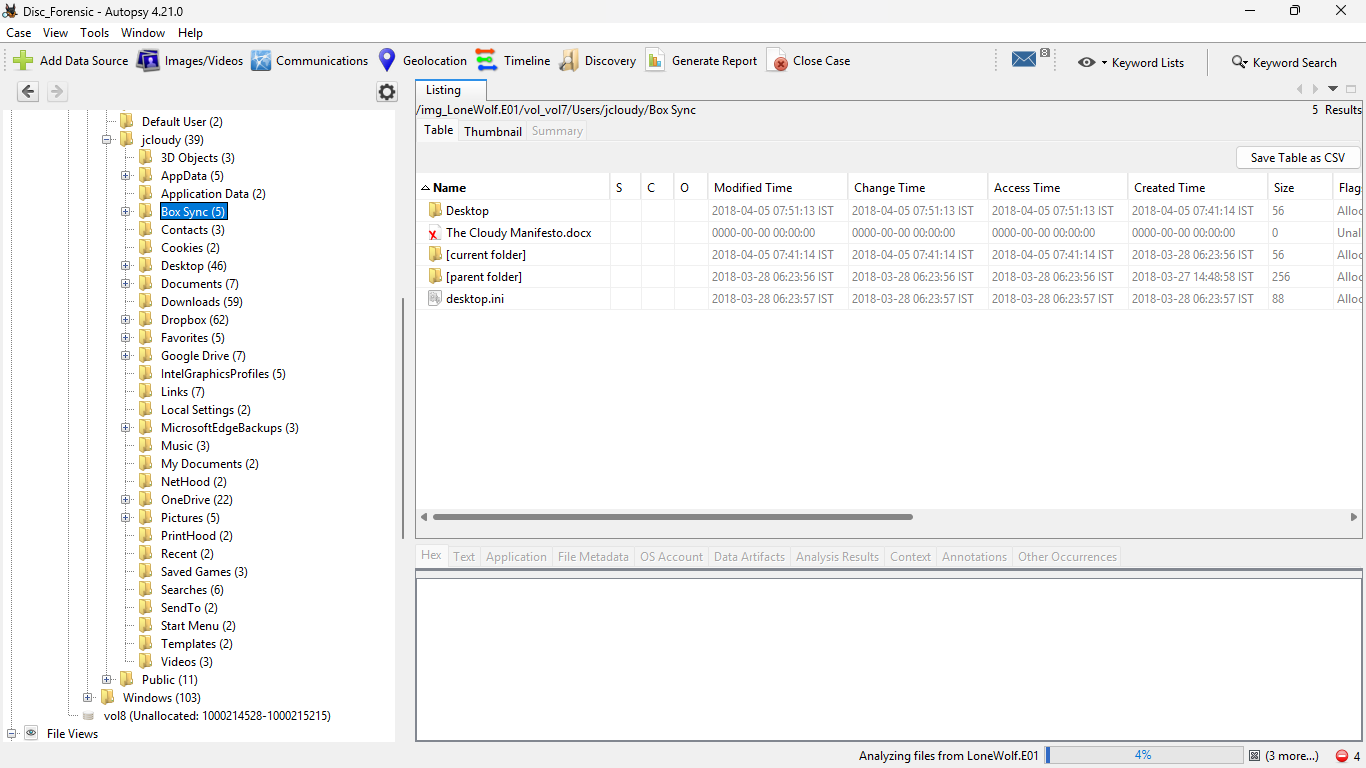 Disc_Forensic - Autopsy 4.21.0
Case View Tools Window Help
Add Data Source Images/Videos Communications Geolocation Timeline Discovery Generate Report Close Case 8 Keyword Lists Keyword Search
Default User (2)
jcloudy (39)
3D Objects (3)
AppData (5)
Application Data (2)
Box Sync (5)
Contacts (3)
Cookies (2)
Desktop (46)
Documents (7)
Downloads (59)
Dropbox (62)
Favorites (5)
Google Drive (7)
IntelGraphicsProfiles (5)
Links (7)
Local Settings (2)
MicrosoftEdgeBackups (3)
Music (3)
My Documents (2)
NetHood (2)
OneDrive (22)
Pictures (5)
PrintHood (2)
Recent (2)
Saved Games (3)
Searches (6)
SendTo (2)
Start Menu (2)
Templates (2)
Videos (3)
Public (11)
Windows (103)
vol8 (Unallocated: 1000214528-1000215215)
File Views
Listing
/img_LoneWolf.E01/vol_vol7/Users/jcloudy/Box Sync 5 Results
Table Thumbnail Summary
Save Table as CSV
Name S C O Modified Time Change Time Access Time Created Time Size Flag
Desktop 2018-04-05 07:51:13 IST 2018-04-05 07:51:13 IST 2018-04-05 07:51:13 IST 2018-04-05 07:41:14 IST 56 Alloc
The Cloudy Manifesto.docx 0000-00-00 00:00:00 0000-00-00 00:00:00 0000-00-00 00:00:00 0000-00-00 00:00:00 0 Unal
[current folder] 2018-04-05 07:41:14 IST 2018-04-05 07:41:14 IST 2018-04-05 07:41:14 IST 2018-03-28 06:23:56 IST 56 Alloc
[parent folder] 2018-03-28 06:23:56 IST 2018-03-28 06:23:56 IST 2018-03-28 06:23:56 IST 2018-03-27 14:48:58 IST 256 Alloc
desktop.ini 2018-03-28 06:23:57 IST 2018-03-28 06:23:57 IST 2018-03-28 06:23:57 IST 2018-03-28 06:23:57 IST 88 Alloc
Hex Text Application File Metadata OS Account Data Artifacts Analysis Results Context Annotations Other Occurrences
Analyzing files from LoneWolf.E01 4% (3 more...) 4